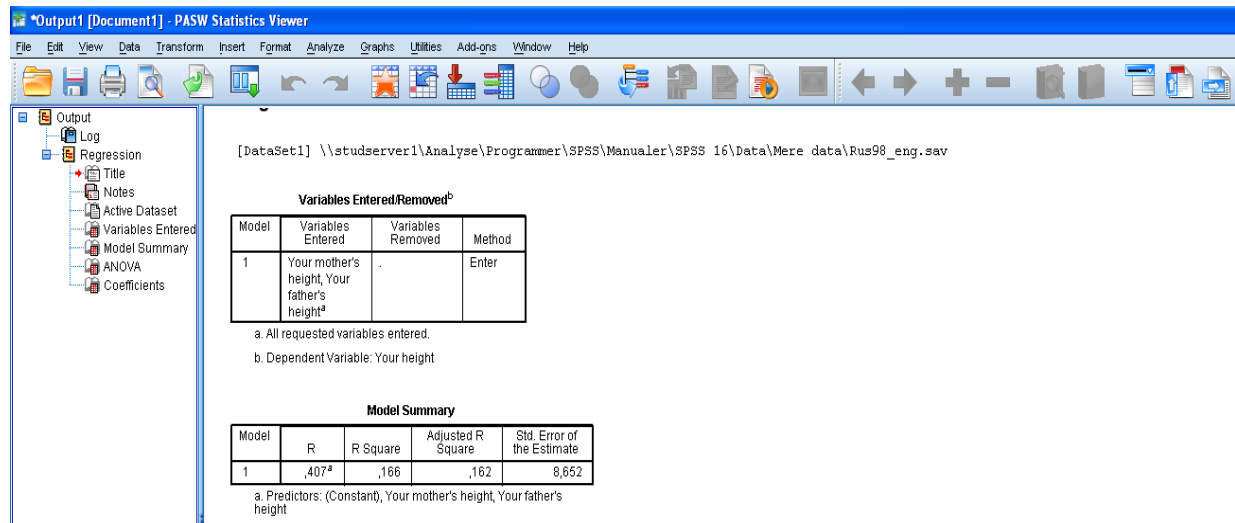 *Output1 [Document1] - PASW Statistics Viewer
File Edit View Data Transform Insert Format Analyze Graphs Utilities Add-ons Window Help
Output
Log
Regression
Title
Notes
Active Dataset
Variables Entered
Model Summary
ANOVA
Coefficients
[DataSet1] \\studserver1\Analyse\Programmer\SPSS\Manualer\SPSS 16\Data\Mere data\Rus98_eng.sav
Variables Entered/Removedb
Model Variables Entered Variables Removed Method
1 Your mother's height, Your father's heighta . Enter
a. All requested variables entered.
b. Dependent Variable: Your height
Model Summary
Model R R Square Adjusted R Square Std. Error of the Estimate
1 ,407a ,166 ,162 8,652
a. Predictors: (Constant), Your mother's height, Your father's
height